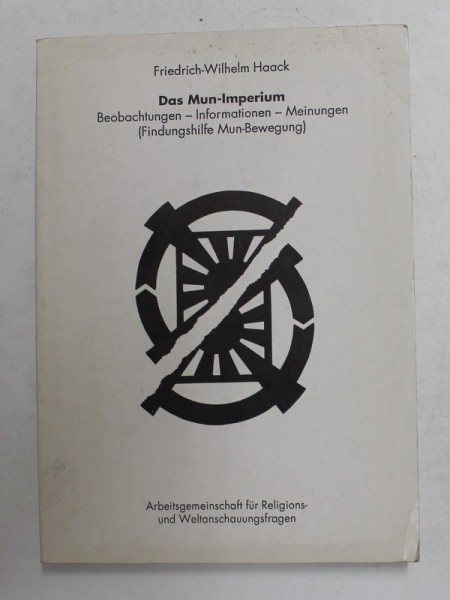 Friedrich-Wilhelm Haack
Das Mun-Imperium
Beobachtungen – Informationen – Meinungen
(Findungshilfe Mun-Bewegung)
Arbeitsgemeinschaft für Religions-
und Weltanschauungsfragen